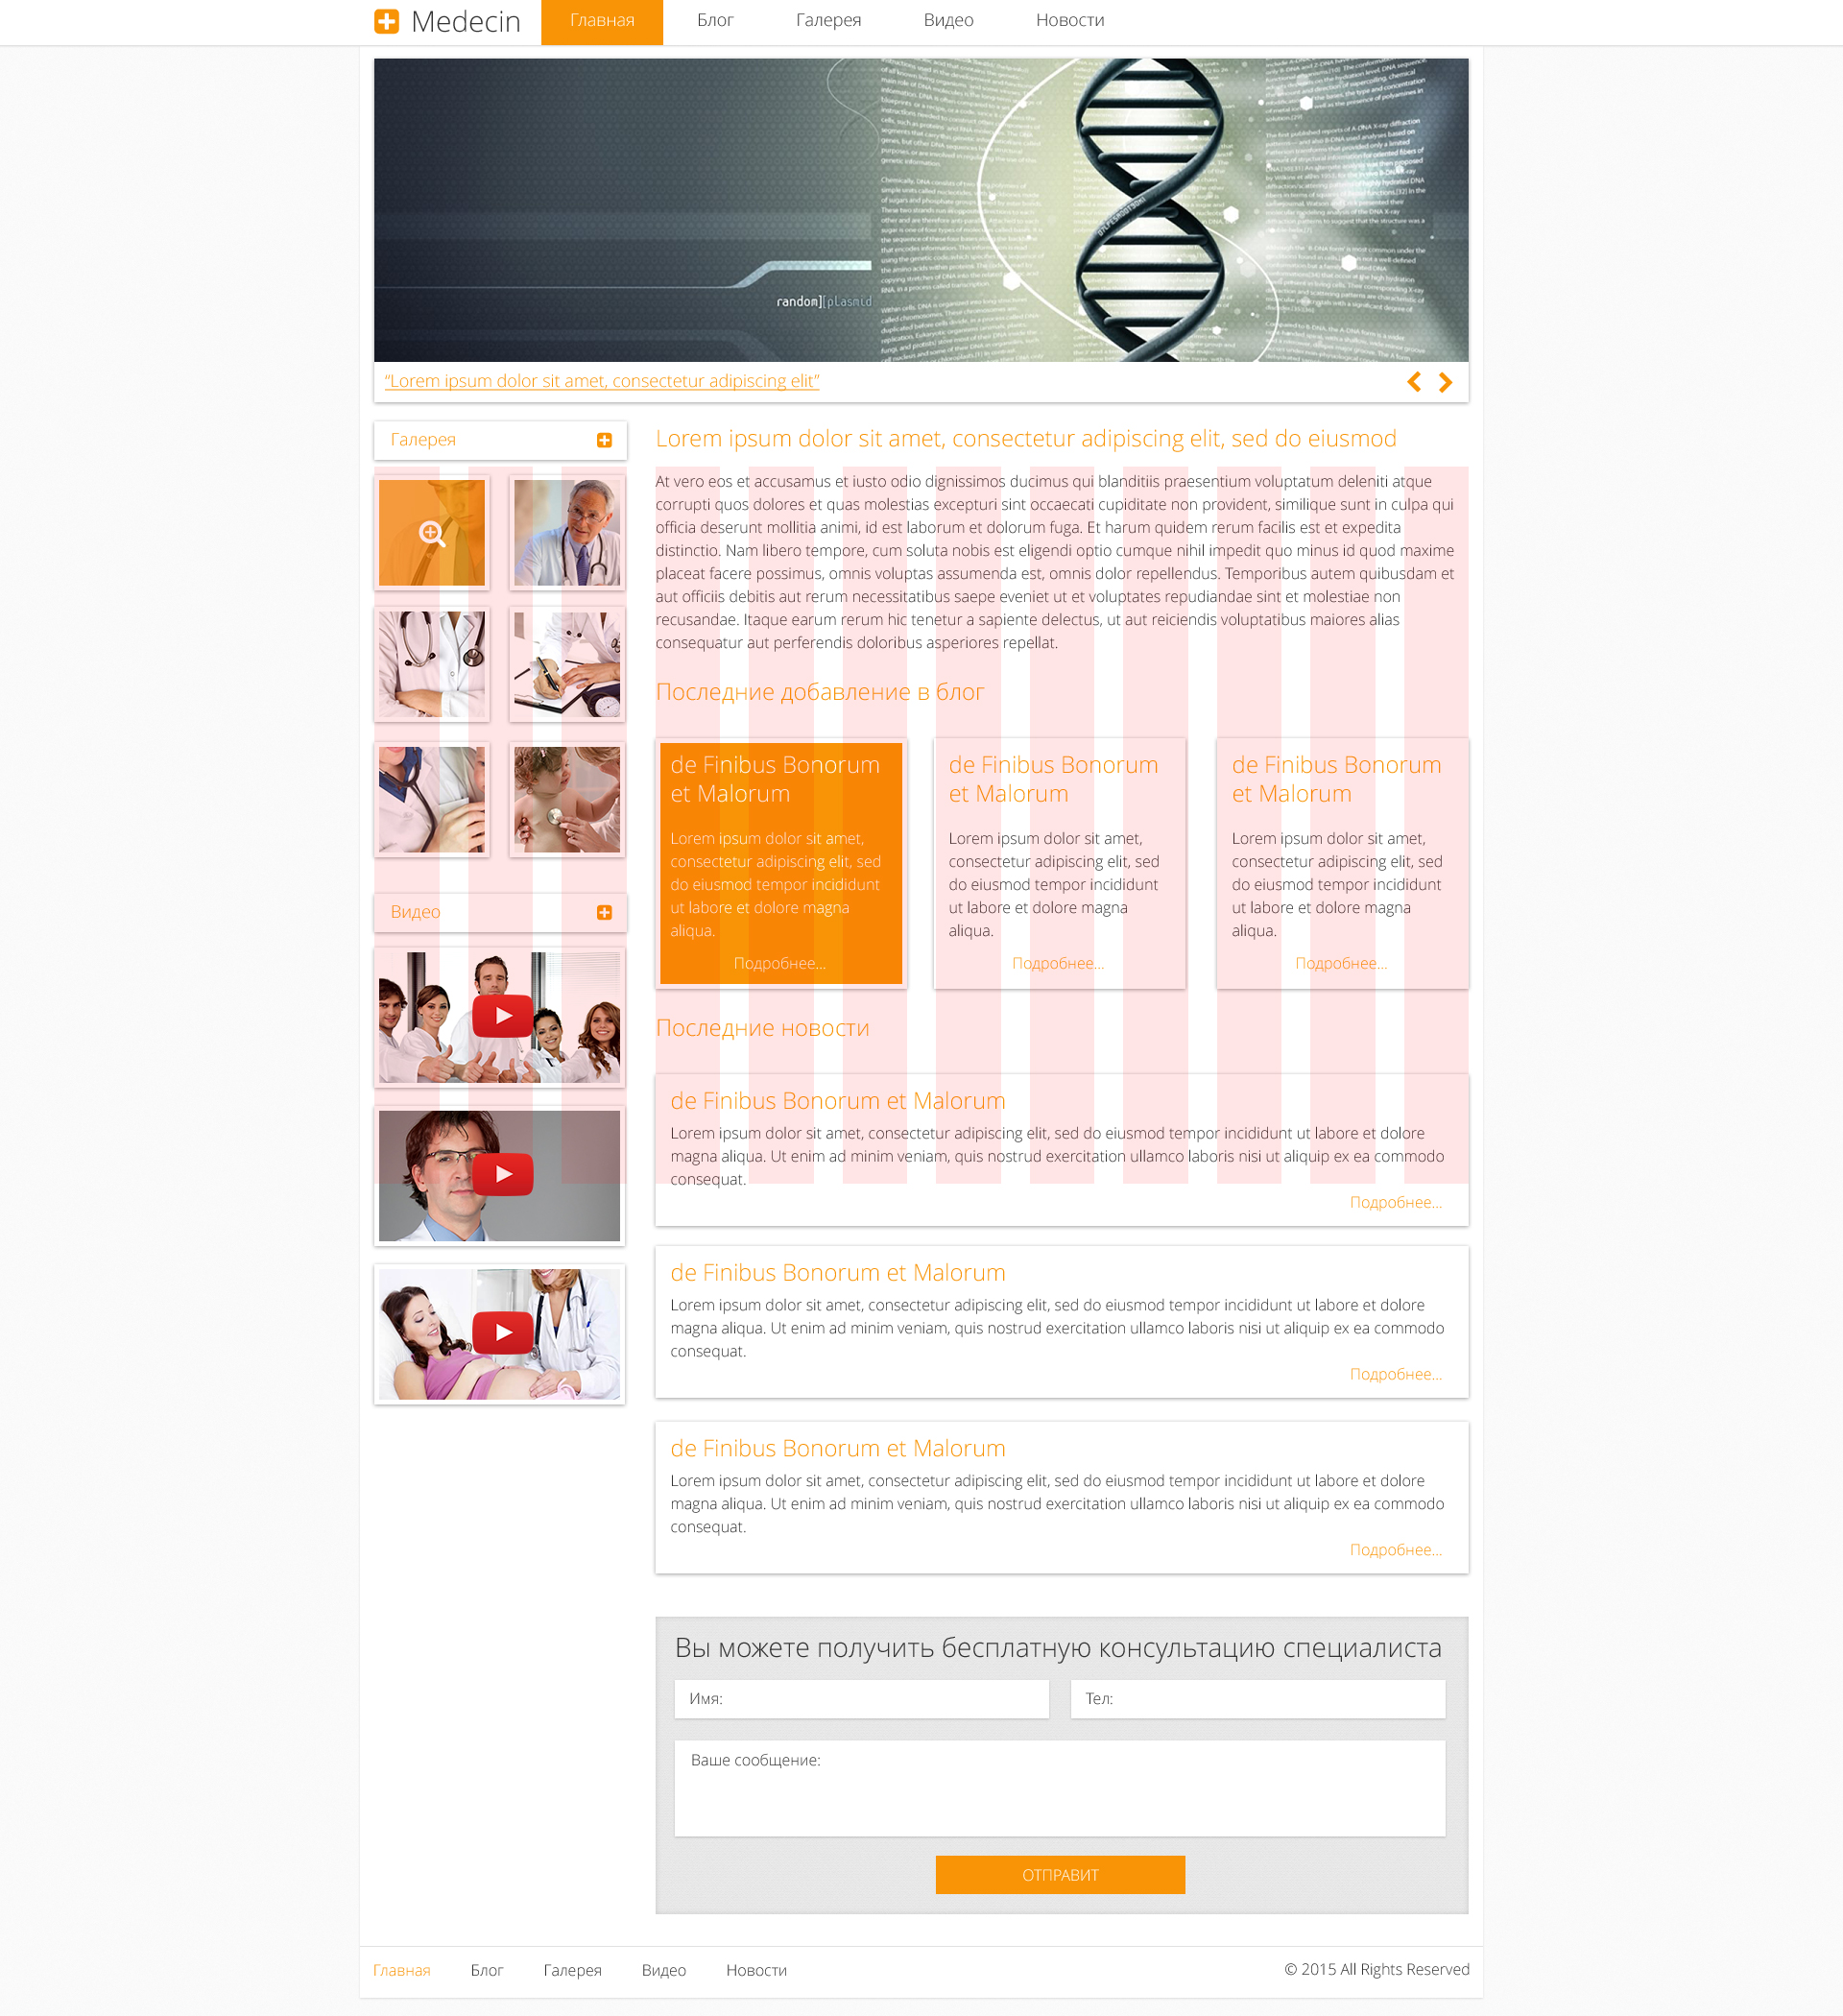 Medecin
Главная
Блог
Галерея
Видео
Новости
random][plasmid
“Lorem ipsum dolor sit amet, consectetur adipiscing elit”
Галерея
Видео
Lorem ipsum dolor sit amet, consectetur adipiscing elit, sed do eiusmod
At vero eos et accusamus et iusto odio dignissimos ducimus qui blanditiis praesentium voluptatum deleniti atque
corrupti quos dolores et quas molestias excepturi sint occaecati cupiditate non provident, similique sunt in culpa qui
officia deserunt mollitia animi, id est laborum et dolorum fuga. Et harum quidem rerum facilis est et expedita
distinctio. Nam libero tempore, cum soluta nobis est eligendi optio cumque nihil impedit quo minus id quod maxime
placeat facere possimus, omnis voluptas assumenda est, omnis dolor repellendus. Temporibus autem quibusdam et
aut officiis debitis aut rerum necessitatibus saepe eveniet ut et voluptates repudiandae sint et molestiae non
recusandae. Itaque earum rerum hic tenetur a sapiente delectus, ut aut reiciendis voluptatibus maiores alias
consequatur aut perferendis doloribus asperiores repellat.
Последние добавление в блог
de Finibus Bonorum
et Malorum
Lorem ipsum dolor sit amet,
consectetur adipiscing elit, sed
do eiusmod tempor incididunt
ut labore et dolore magna
aliqua.
Подробнее...
de Finibus Bonorum
et Malorum
Lorem ipsum dolor sit amet,
consectetur adipiscing elit, sed
do eiusmod tempor incididunt
ut labore et dolore magna
aliqua.
Подробнее...
de Finibus Bonorum
et Malorum
Lorem ipsum dolor sit amet,
consectetur adipiscing elit, sed
do eiusmod tempor incididunt
ut labore et dolore magna
aliqua.
Подробнее...
Последние новости
de Finibus Bonorum et Malorum
Lorem ipsum dolor sit amet, consectetur adipiscing elit, sed do eiusmod tempor incididunt ut labore et dolore
magna aliqua. Ut enim ad minim veniam, quis nostrud exercitation ullamco laboris nisi ut aliquip ex ea commodo
consequat.
Подробнее...
de Finibus Bonorum et Malorum
Lorem ipsum dolor sit amet, consectetur adipiscing elit, sed do eiusmod tempor incididunt ut labore et dolore
magna aliqua. Ut enim ad minim veniam, quis nostrud exercitation ullamco laboris nisi ut aliquip ex ea commodo
consequat.
Подробнее...
de Finibus Bonorum et Malorum
Lorem ipsum dolor sit amet, consectetur adipiscing elit, sed do eiusmod tempor incididunt ut labore et dolore
magna aliqua. Ut enim ad minim veniam, quis nostrud exercitation ullamco laboris nisi ut aliquip ex ea commodo
consequat.
Подробнее...
Вы можете получить бесплатную консультацию специалиста
Имя:
Тел:
Ваше сообщение:
ОТПРАВИТ
Главная
Блог
Галерея
Видео
Новости
© 2015 All Rights Reserved